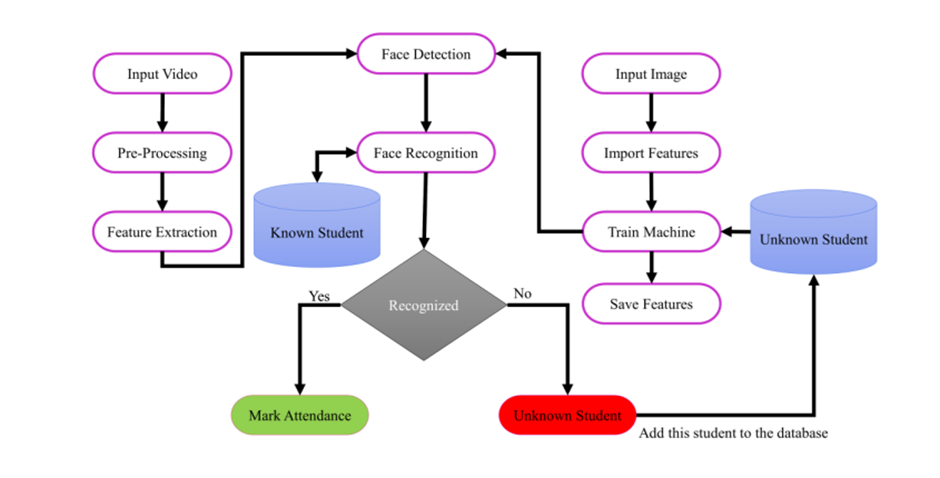 Input Video
Face Detection
Input Image
Pre-Processing
Face Recognition
Import Features
Feature Extraction
Known Student
Train Machine
Unknown Student
Yes
Recognized
No
Save Features
Mark Attendance
Unknown Student
Add this student to the database